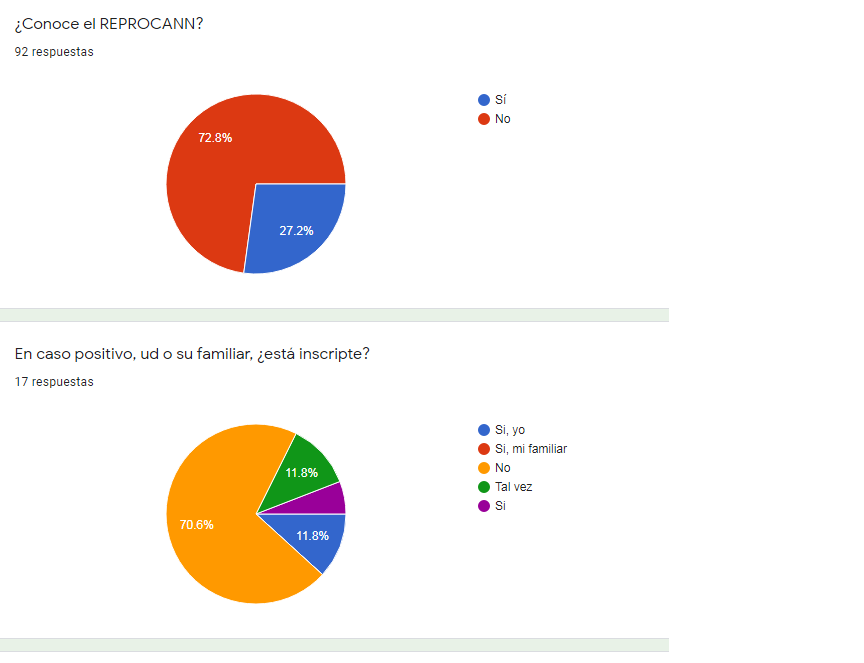 ¿Conoce el REPROCANN?
92 respuestas
Sí
No
72.8%
27.2%
En caso positivo, ud o su familiar, ¿está inscripte?
17 respuestas
Si, yo
Si, mi familiar
No
Tal vez
Si
11.8%
70.6%
11.8%